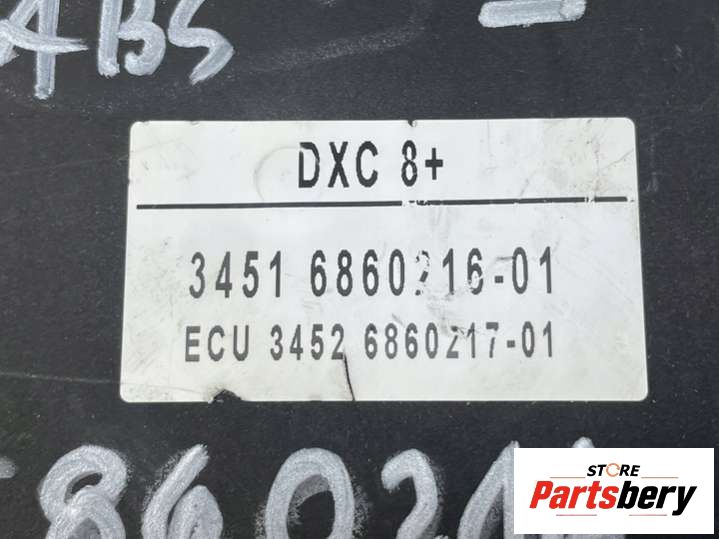 ABS
DXC 8+
3451 6860216-01
ECU 3452 6860217-01
STORE
Partsbery